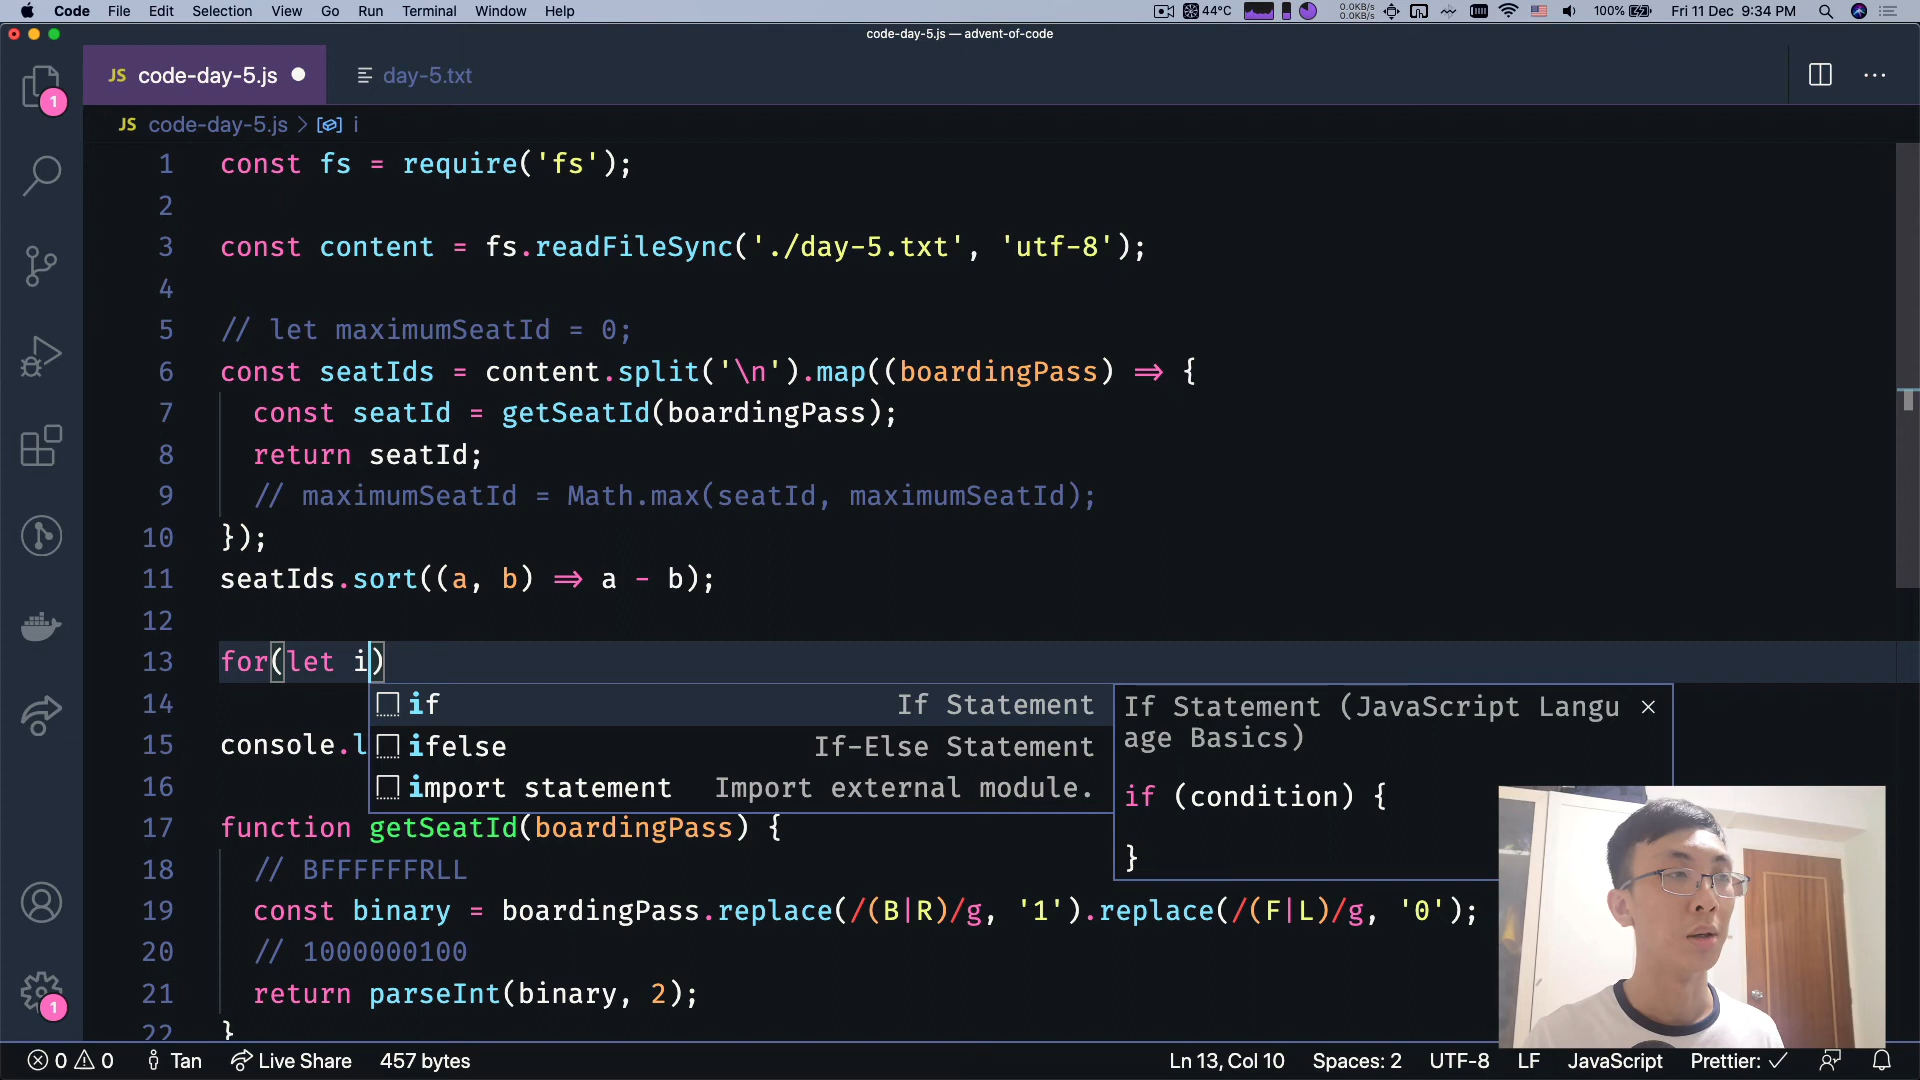 Code File Edit Selection View Go Run Terminal Window Help 44°C 0.0KB/s 0.0KB/s 100% Fri 11 Dec 9:34 PM
code-day-5.js — advent-of-code
JS code-day-5.js day-5.txt
JS code-day-5.js > i
1 const fs = require('fs');
2
3 const content = fs.readFileSync('./day-5.txt', 'utf-8');
4
5 // let maximumSeatId = 0;
6 const seatIds = content.split('\n').map((boardingPass) => {
7 const seatId = getSeatId(boardingPass);
8 return seatId;
9 // maximumSeatId = Math.max(seatId, maximumSeatId);
10 });
11 seatIds.sort((a, b) => a - b);
12
13 for(let i)
14
15 console.l
16
17 function getSeatId(boardingPass) {
18 // BFFFFFFRLL
19 const binary = boardingPass.replace(/(B|R)/g, '1').replace(/(F|L)/g, '0');
20 // 1000000100
21 return parseInt(binary, 2);
22 }
if If Statement
ifelse If-Else Statement
import statement Import external module.
If Statement (JavaScript Langu
age Basics)
if (condition) {
}
1
1
0 0 Tan Live Share 457 bytes Ln 13, Col 10 Spaces: 2 UTF-8 LF JavaScript Prettier: ✓